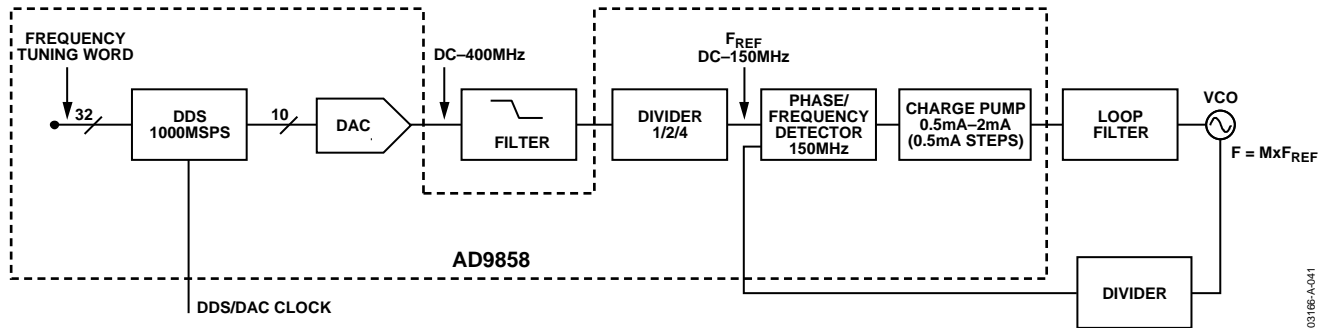 FREQUENCY
TUNING WORD
32
DDS
1000MSPS
10
DAC
DC–400MHz
FILTER
DIVIDER
1/2/4
FREF
DC–150MHz
PHASE/
FREQUENCY
DETECTOR
150MHz
CHARGE PUMP
0.5mA–2mA
(0.5mA STEPS)
LOOP
FILTER
VCO
F = MxFREF
AD9858
DDS/DAC CLOCK
DIVIDER
03166-A-041